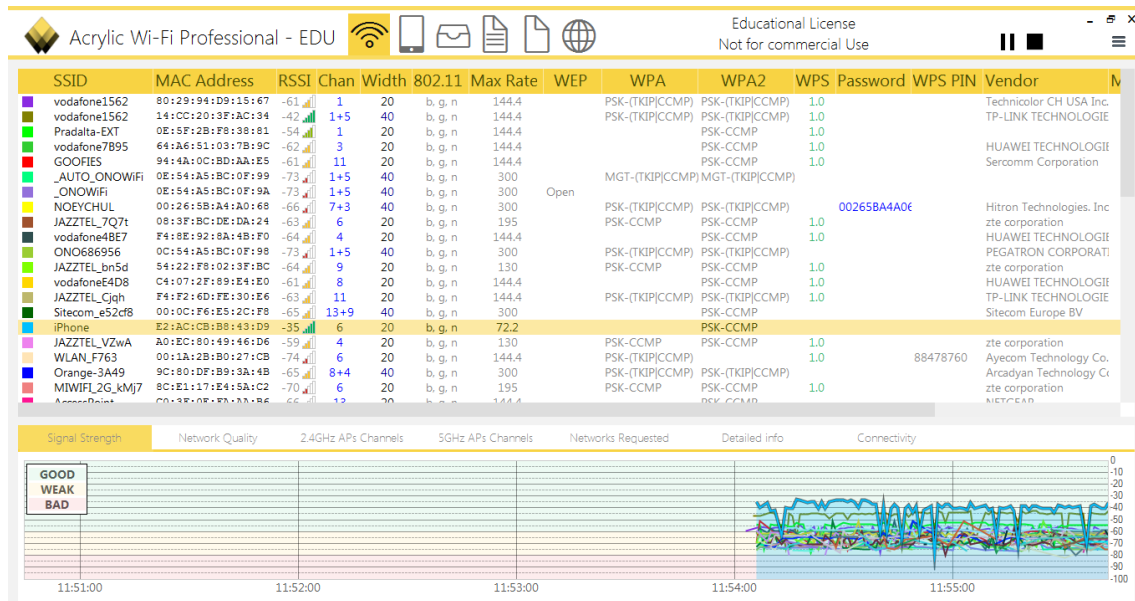 Acrylic Wi-Fi Professional - EDU
Educational License
Not for commercial Use
SSID MAC Address RSSI Chan Width 802.11 Max Rate WEP WPA WPA2 WPS Password WPS PIN Vendor M
vodafone1562 80:29:94:D9:15:67 -61 1 20 b, g, n 144.4 PSK-(TKIP|CCMP) PSK-(TKIP|CCMP) 1.0 Technicolor CH USA Inc.
vodafone1562 14:CC:20:3F:AC:34 -42 1+5 40 b, g, n 144.4 PSK-(TKIP|CCMP) PSK-(TKIP|CCMP) 1.0 TP-LINK TECHNOLOGIE
Pradalta-EXT 0E:5F:2B:F8:38:81 -54 1 20 b, g, n 144.4 PSK-CCMP 1.0
vodafone7B95 64:A6:51:03:7B:9C -62 3 20 b, g, n 144.4 PSK-CCMP 1.0 HUAWEI TECHNOLOGIE
GOOFIES 94:4A:0C:BD:AA:E5 -61 11 20 b, g, n 144.4 PSK-CCMP 1.0 Sercomm Corporation
_AUTO_ONOWiFi 0E:54:A5:BC:0F:99 -73 1+5 40 b, g, n 300 MGT-(TKIP|CCMP) MGT-(TKIP|CCMP)
_ONOWiFi 0E:54:A5:BC:0F:9A -73 1+5 40 b, g, n 300 Open
NOEYCHUL 00:26:5B:A4:A0:68 -66 7+3 40 b, g, n 300 PSK-(TKIP|CCMP) PSK-(TKIP|CCMP) 00265BA4A06 Hitron Technologies. Inc
JAZZTEL_7Q7t 08:3F:BC:DE:DA:24 -63 6 20 b, g, n 195 PSK-CCMP PSK-CCMP 1.0 zte corporation
vodafone4BE7 F4:8E:92:8A:4B:F0 -64 4 20 b, g, n 144.4 PSK-CCMP 1.0 HUAWEI TECHNOLOGIE
ONO686956 0C:54:A5:BC:0F:98 -73 1+5 40 b, g, n 300 PSK-(TKIP|CCMP) PSK-(TKIP|CCMP) 1.0 PEGATRON CORPORATI
JAZZTEL_bn5d 54:22:F8:02:3F:BC -64 9 20 b, g, n 130 PSK-CCMP PSK-CCMP 1.0 zte corporation
vodafoneE4D8 C4:07:2F:89:E4:E0 -61 8 20 b, g, n 144.4 PSK-CCMP 1.0 HUAWEI TECHNOLOGIE
JAZZTEL_Cjqh F4:F2:6D:FE:30:E6 -63 11 20 b, g, n 144.4 PSK-(TKIP|CCMP) PSK-(TKIP|CCMP) 1.0 TP-LINK TECHNOLOGIE
Sitecom_e52cf8 00:0C:F6:E5:2C:F8 -65 13+9 40 b, g, n 300 PSK-(TKIP|CCMP) PSK-(TKIP|CCMP) 1.0 Sitecom Europe BV
iPhone E2:AC:CB:B8:43:D9 -35 6 20 b, g, n 72.2 PSK-CCMP
JAZZTEL_VZwA A0:EC:80:49:46:D6 -59 4 20 b, g, n 130 PSK-CCMP PSK-CCMP 1.0 zte corporation
WLAN_F763 00:1A:2B:B0:27:CB -74 6 20 b, g, n 144.4 PSK-(TKIP|CCMP) 1.0 88478760 Ayecom Technology Co.
Orange-3A49 9C:80:DF:B9:3A:4B -65 8+4 40 b, g, n 300 PSK-(TKIP|CCMP) PSK-(TKIP|CCMP) 1.0 Arcadyan Technology Co
MIWIFI_2G_kMj7 8C:E1:17:E4:5A:C2 -70 6 20 b, g, n 195 PSK-CCMP PSK-CCMP 1.0 zte corporation
AccessPoint 13 20 b, g, n 144.4 PSK-CCMP NETGEAR
Signal Strength Network Quality 2.4GHz APs Channels 5GHz APs Channels Networks Requested Detailed info Connectivity
GOOD
WEAK
BAD
0
-10
-20
-30
-40
-50
-60
-70
-80
-90
-100
11:51:00 11:52:00 11:53:00 11:54:00 11:55:00